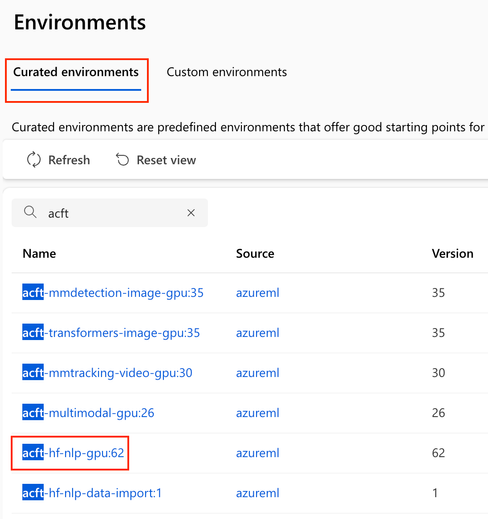 Environments
Curated environments Custom environments
Curated environments are predefined environments that offer good starting points for
Refresh Reset view
acft
Name Source Version
acft-mmdetection-image-gpu:35 azureml 35
acft-transformers-image-gpu:35 azureml 35
acft-mmtracking-video-gpu:30 azureml 30
acft-multimodal-gpu:26 azureml 26
acft-hf-nlp-gpu:62 azureml 62
acft-hf-nlp-data-import:1 azureml 1